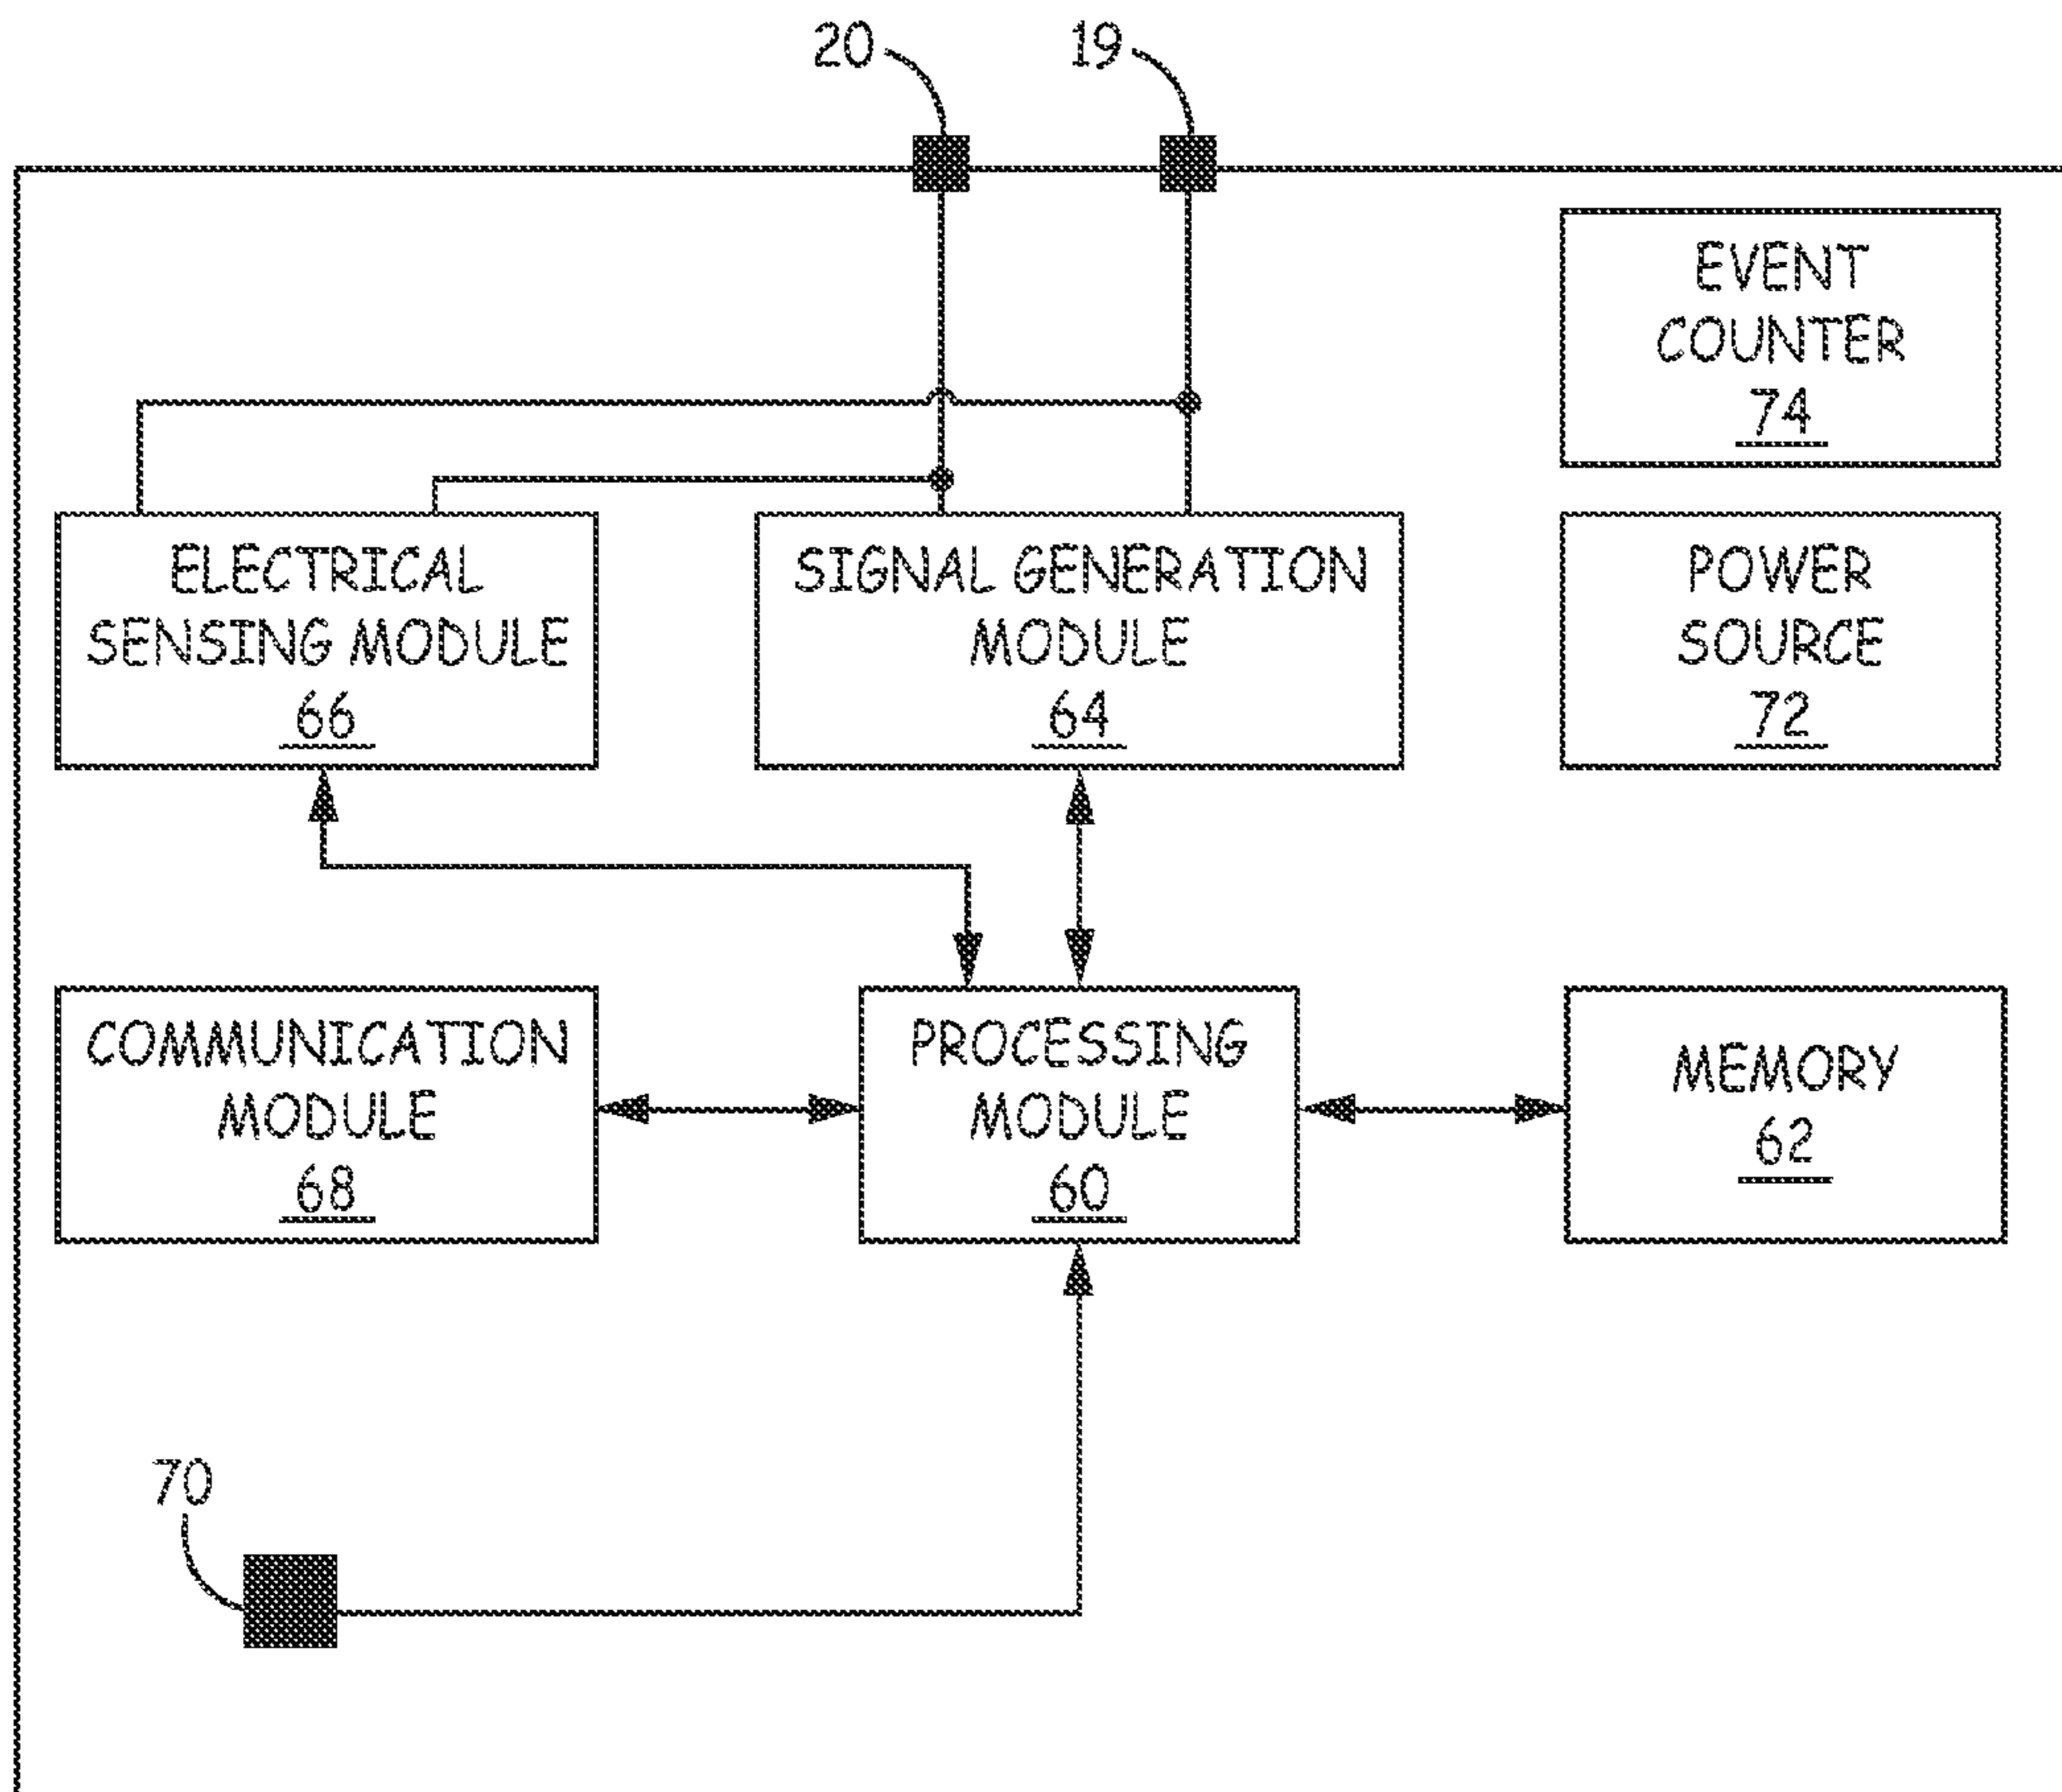 20
19
EVENT
COUNTER
74
ELECTRICAL
SENSING MODULE
66
SIGNAL GENERATION
MODULE
64
POWER
SOURCE
72
COMMUNICATION
MODULE
68
PROCESSING
MODULE
60
MEMORY
62
70